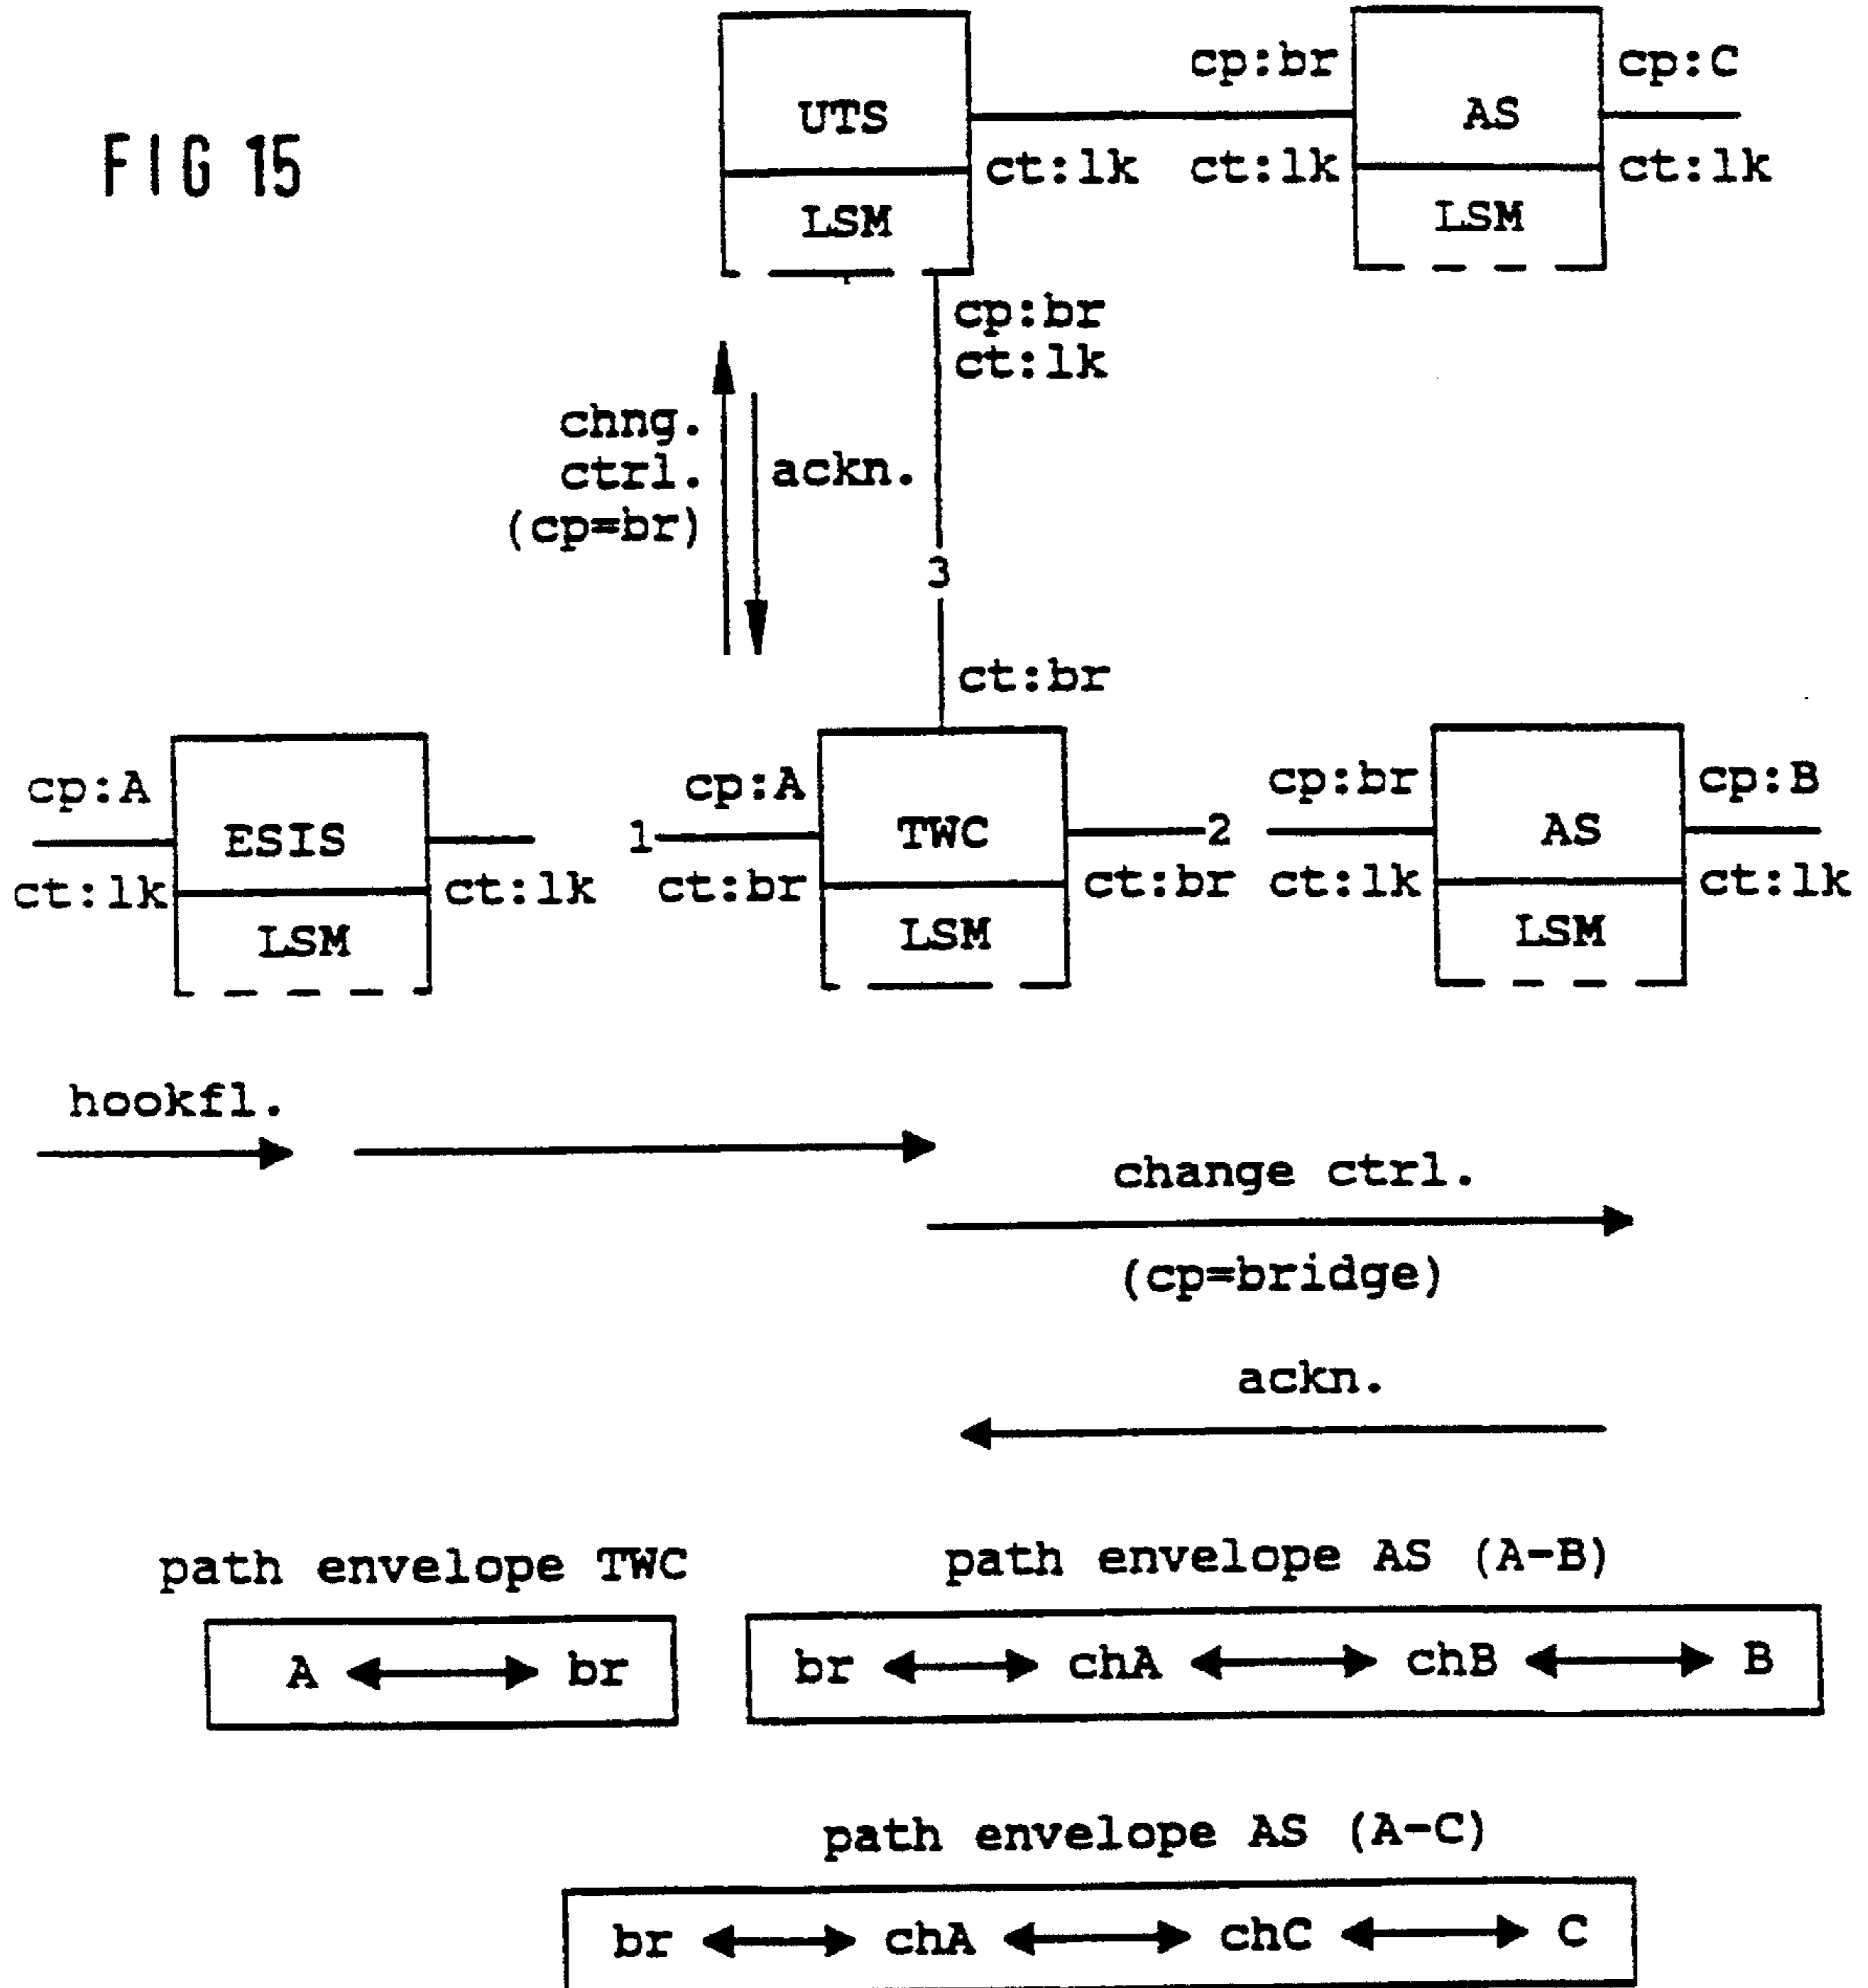 FIG 15
UTS
LSM
ct:lk
cp:br
ct:lk
AS
LSM
cp:C
ct:lk
cp:br
ct:lk
chng.
ctrl.
(cp=br)
ackn.
3
ct:br
cp:A
ct:lk
ESIS
LSM
ct:lk
1
cp:A
ct:br
TWC
LSM
2
ct:br
cp:br
ct:lk
AS
LSM
cp:B
ct:lk
hookfl.
change ctrl.
(cp=bridge)
ackn.
path envelope TWC
A br
path envelope AS (A-B)
br chA chB B
path envelope AS (A-C)
br chA chC C